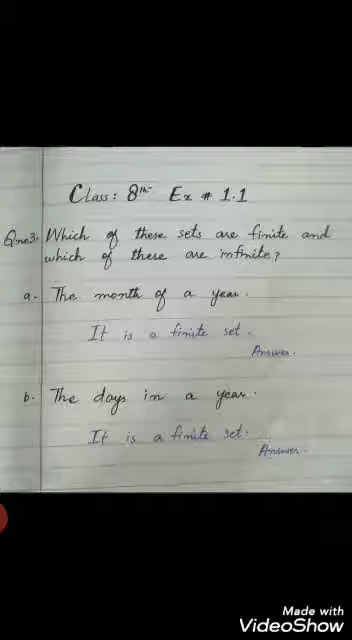 Class: 8th Ex # 1.1
Qno3: Which of these sets are finite and
which of these are infinite?
a. The month of a year.
It is a finite set.
Answer.
b. The days in a year.
It is a finite set.
Answer.
Made with
VideoShow